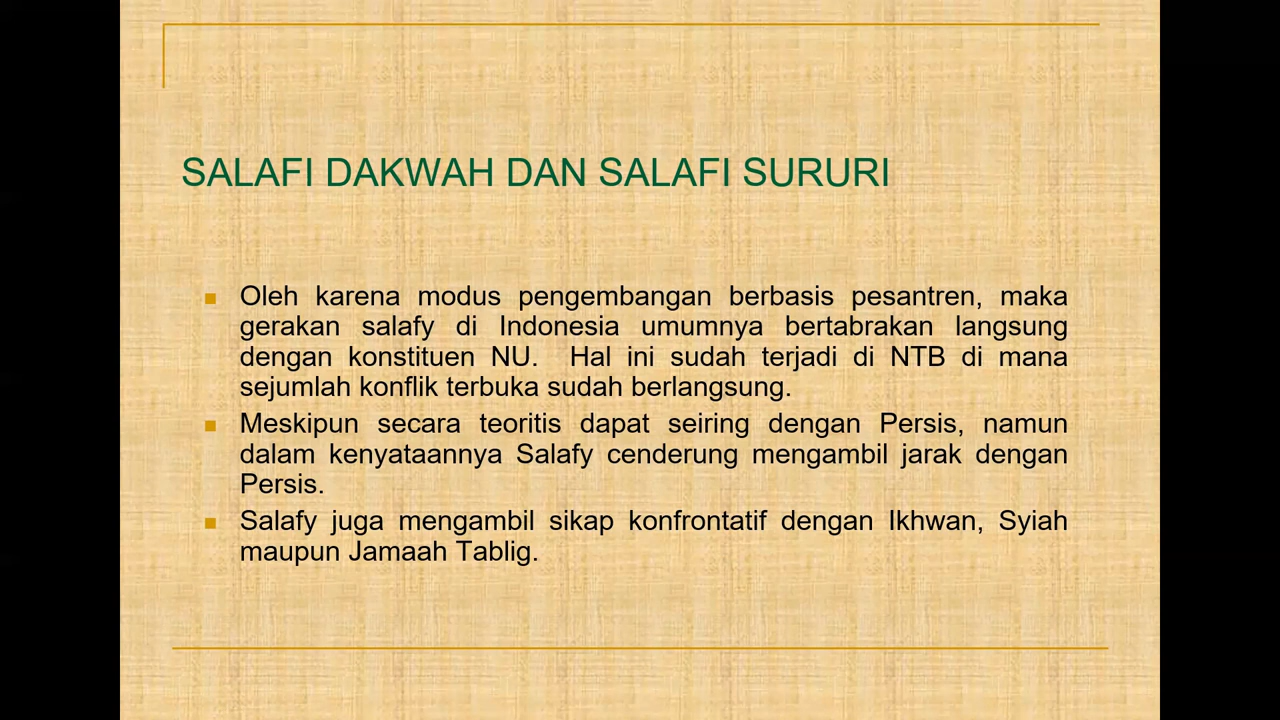 SALAFI DAKWAH DAN SALAFI SURURI
Oleh karena modus pengembangan berbasis pesantren, maka
gerakan salafy di Indonesia umumnya bertabrakan langsung
dengan konstituen NU. Hal ini sudah terjadi di NTB di mana
sejumlah konflik terbuka sudah berlangsung.
Meskipun secara teoritis dapat seiring dengan Persis, namun
dalam kenyataannya Salafy cenderung mengambil jarak dengan
Persis.
Salafy juga mengambil sikap konfrontatif dengan Ikhwan, Syiah
maupun Jamaah Tablig.